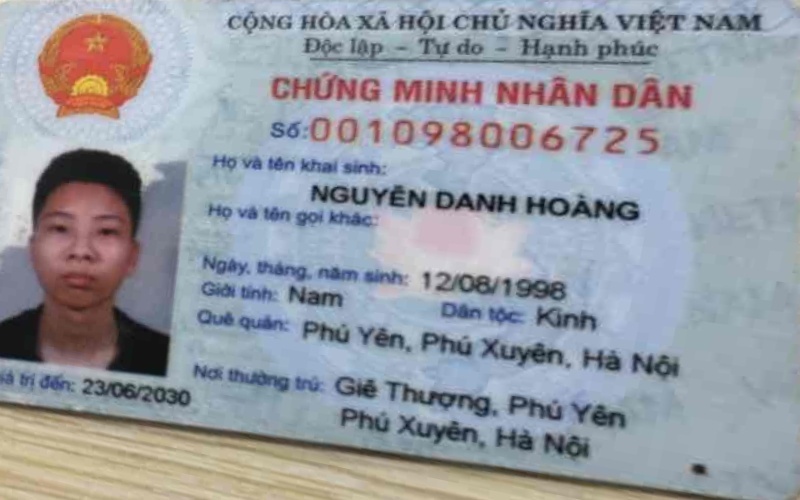 CỘNG HÒA XÃ HỘI CHỦ NGHĨA VIỆT NAM
Độc lập - Tự do - Hạnh phúc
CHỨNG MINH NHÂN DÂN
Số: 001098006725
Họ và tên khai sinh:
NGUYỄN DANH HOÀNG
Họ và tên gọi khác:
Ngày, tháng, năm sinh: 12/08/1998
Giới tính: Nam Dân tộc: Kinh
Quê quán: Phú Yên, Phú Xuyên, Hà Nội
Nơi thường trú: Giẽ Thượng, Phú Yên
Phú Xuyên, Hà Nội
trị đến: 23/06/2030